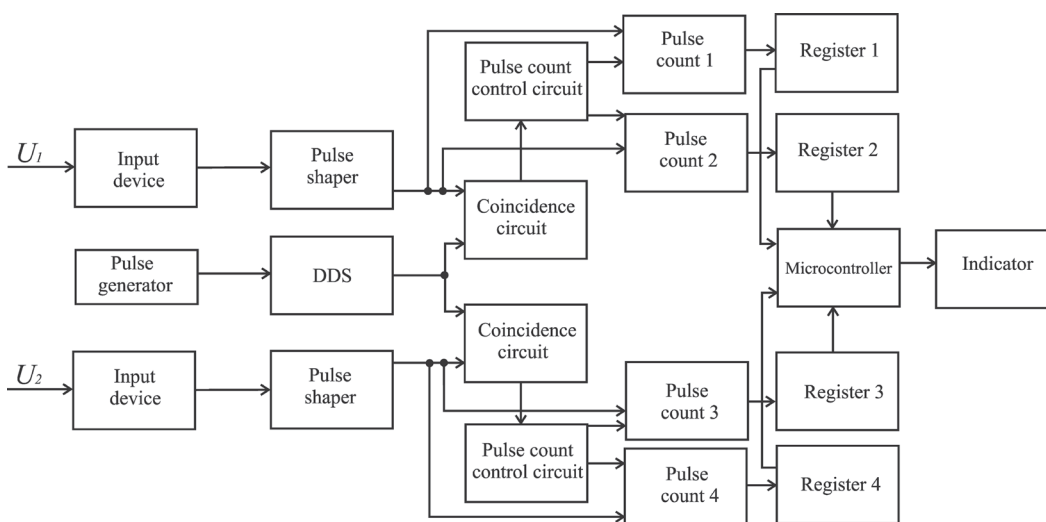 Pulse
count 1
Register 1
Pulse count
control circuit
Pulse
count 2
Register 2
U1
Input
device
Pulse
shaper
Coincidence
circuit
Pulse
generator
DDS
Microcontroller
Indicator
Coincidence
circuit
U2
Input
device
Pulse
shaper
Pulse
count 3
Register 3
Pulse count
control circuit
Pulse
count 4
Register 4